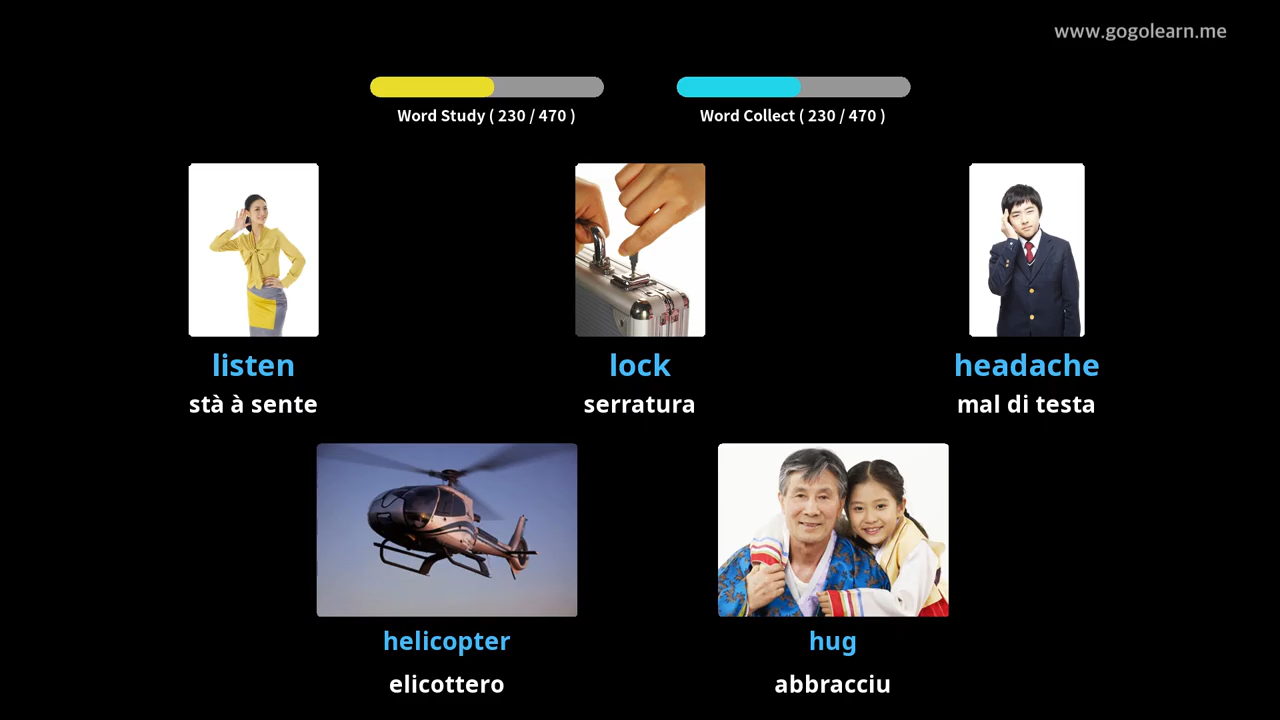 www.gogolearn.me
Word Study ( 230 / 470 )
Word Collect ( 230 / 470 )
listen
stà à sente
lock
serratura
headache
mal di testa
helicopter
elicottero
hug
abbracciu